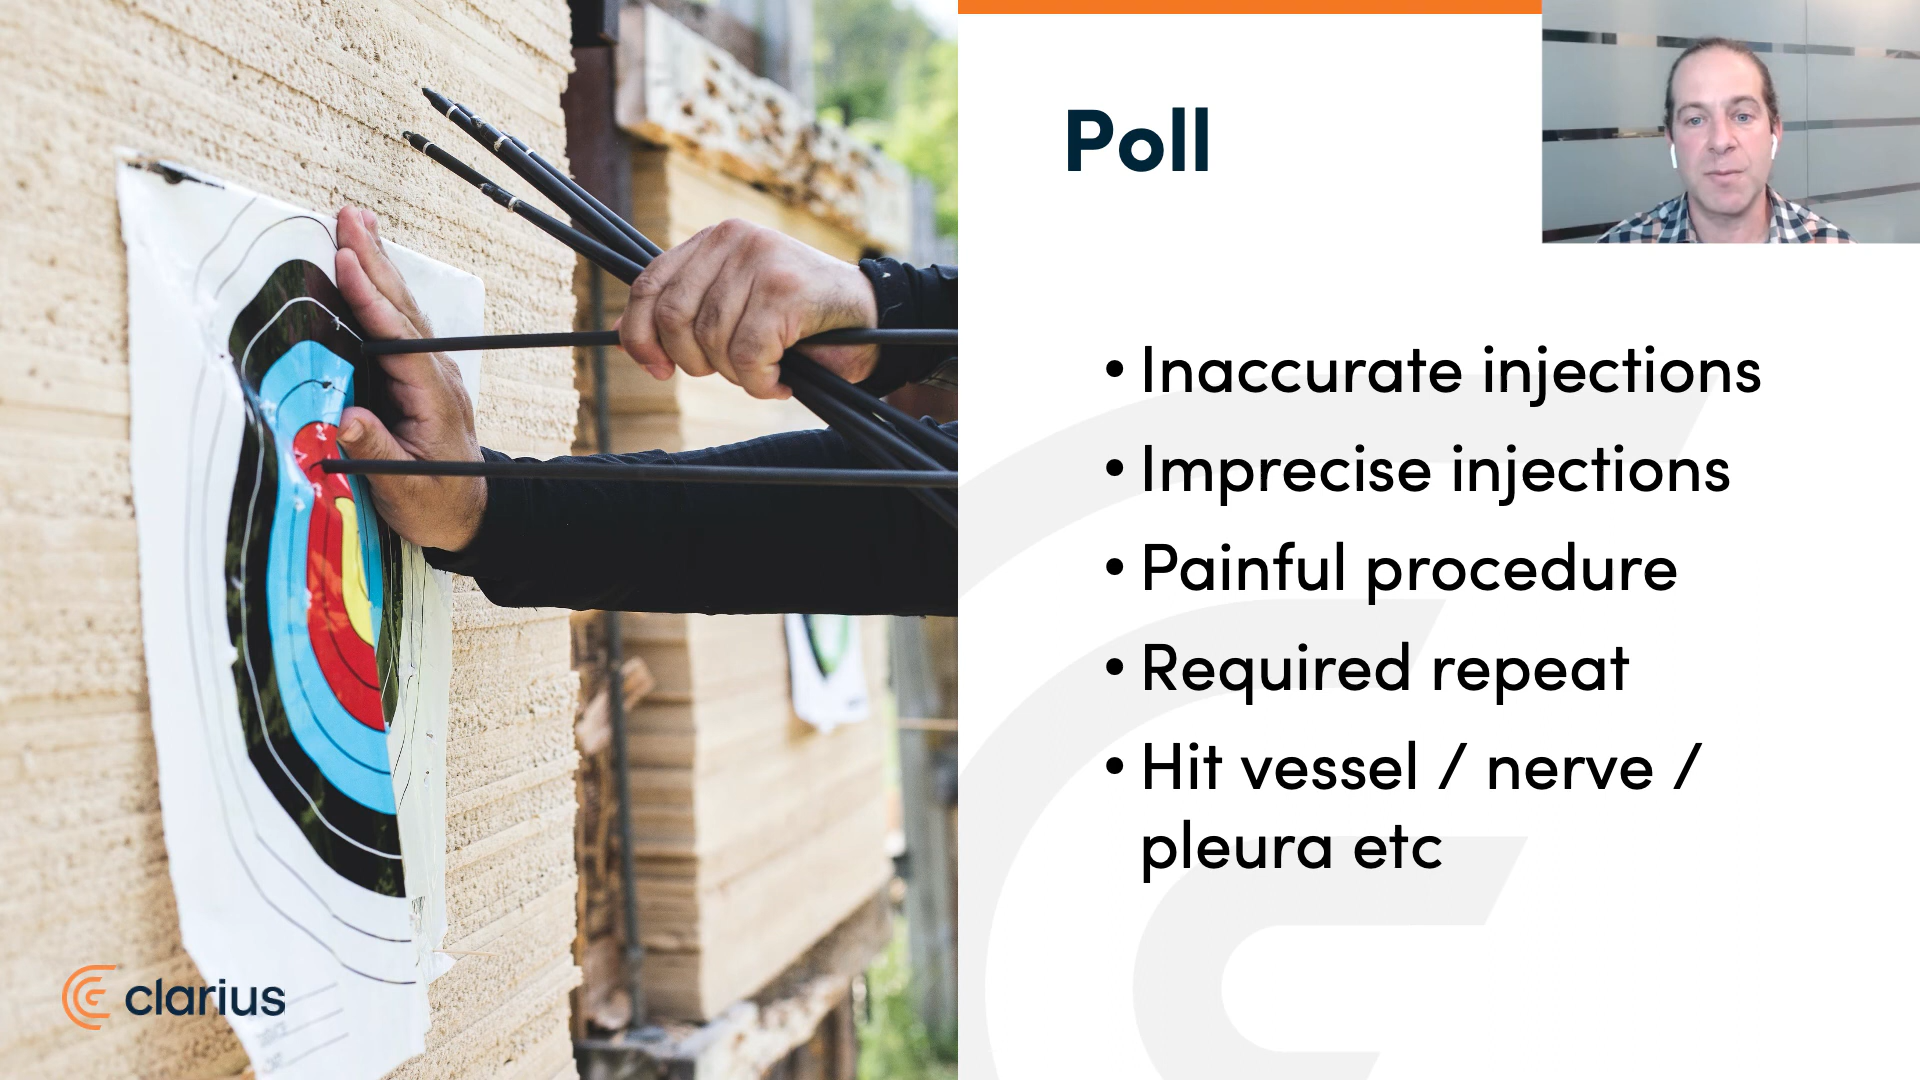 Poll
• Inaccurate injections
• Imprecise injections
• Painful procedure
• Required repeat
• Hit vessel / nerve /
pleura etc
clarius